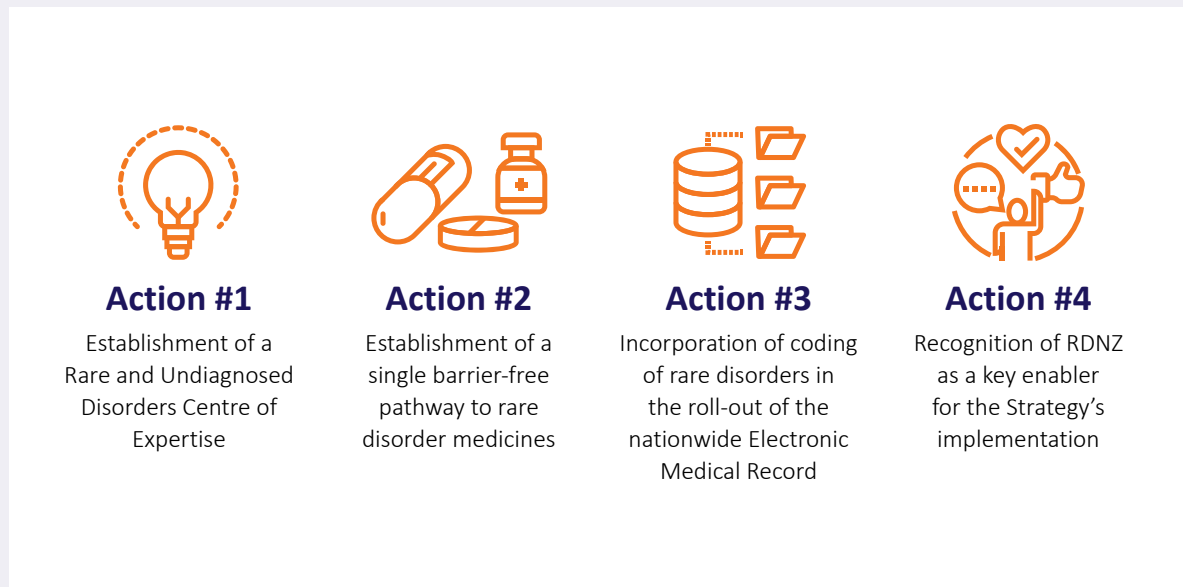 Action #1
Establishment of a
Rare and Undiagnosed
Disorders Centre of
Expertise
Action #2
Establishment of a
single barrier-free
pathway to rare
disorder medicines
Action #3
Incorporation of coding
of rare disorders in
the roll-out of the
nationwide Electronic
Medical Record
Action #4
Recognition of RDNZ
as a key enabler
for the Strategy’s
implementation